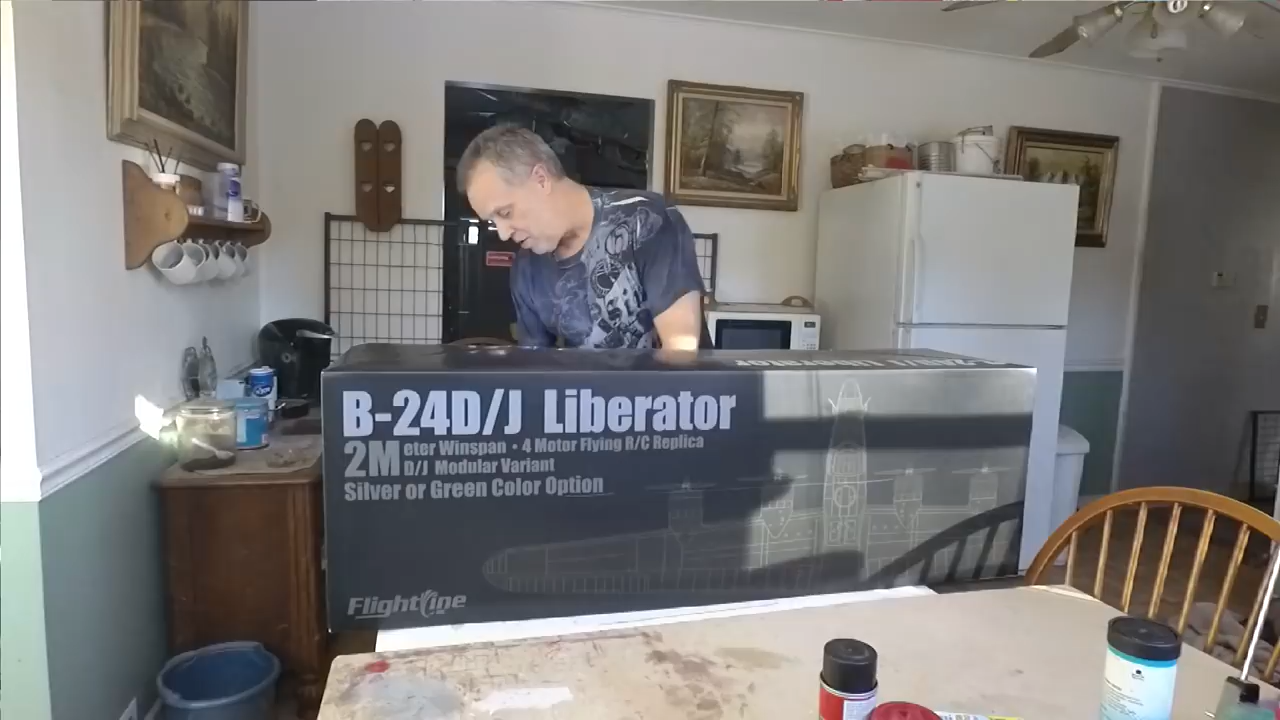 B-24D/J Liberator
2Meter Winspan • 4 Motor Flying R/C Replica
D/J Modular Variant
Silver or Green Color Option
FlightLine